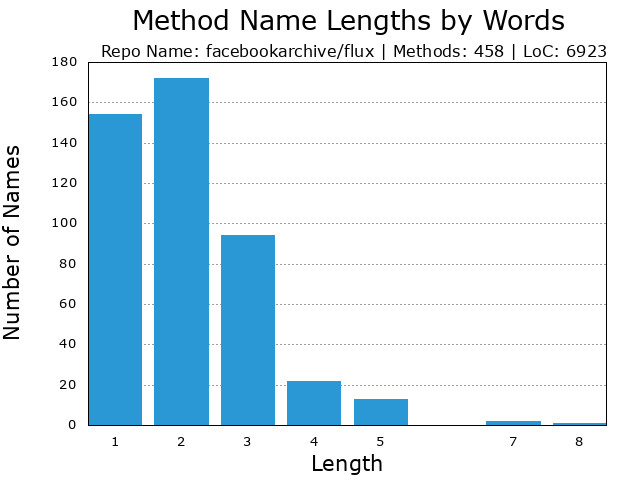 Method Name Lengths by Words
Repo Name: facebookarchive/flux | Methods: 458 | LoC: 6923
Number of Names
180
160
140
120
100
80
60
40
20
0
1 2 3 4 5 7 8
Length